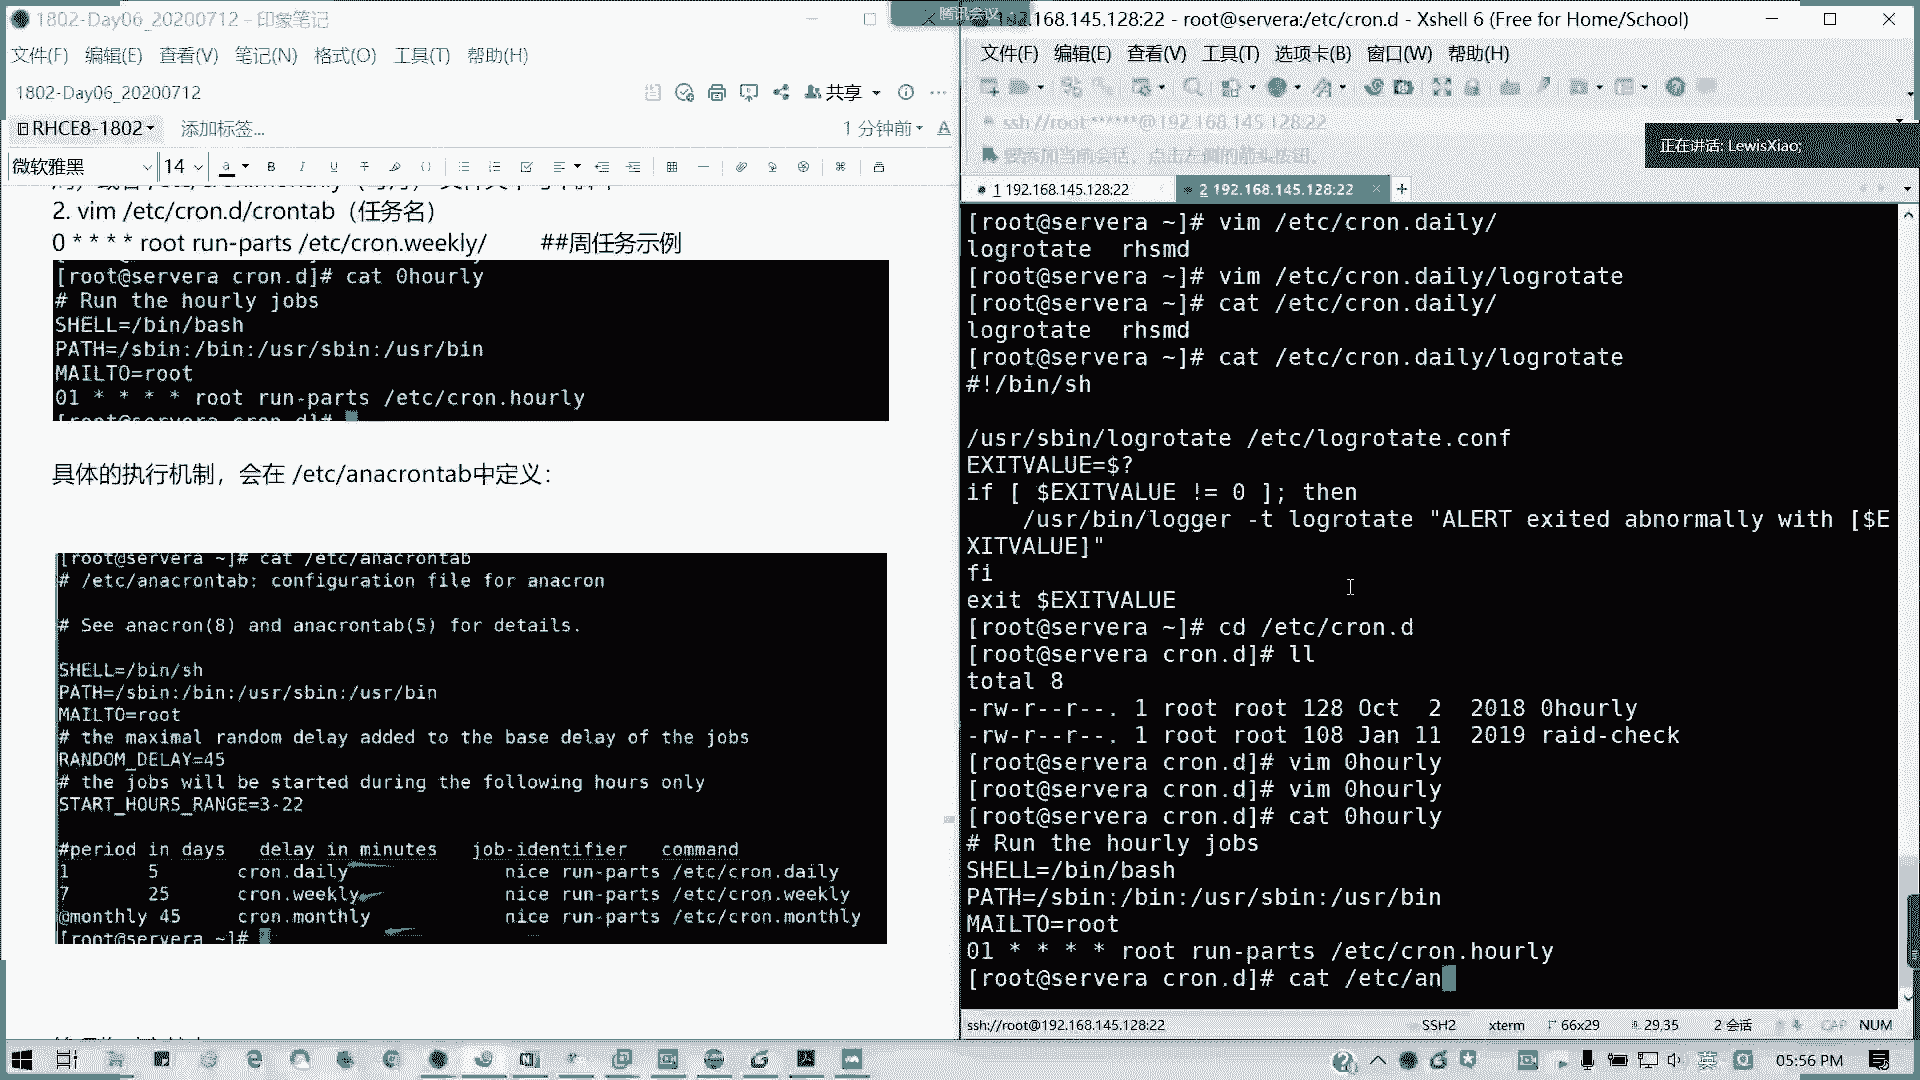 1802-Day06_20200712 - 印象笔记
文件(F) 编辑(E) 查看(V) 笔记(N) 格式(O) 工具(T) 帮助(H)
1802-Day06_20200712
共享
RHCE8-1802 添加标签...
1 分钟前
微软雅黑 14
2. vim /etc/cron.d/crontab（任务名）
0 * * * * root run-parts /etc/cron.weekly/ ##周任务示例
[root@servera cron.d]# cat 0hourly
# Run the hourly jobs
SHELL=/bin/bash
PATH=/sbin:/bin:/usr/sbin:/usr/bin
MAILTO=root
01 * * * * root run-parts /etc/cron.hourly
[root@servera cron.d]#
具体的执行机制，会在 /etc/anacrontab中定义：
[root@servera ~]# cat /etc/anacrontab
# /etc/anacrontab: configuration file for anacron
# See anacron(8) and anacrontab(5) for details.
SHELL=/bin/sh
PATH=/sbin:/bin:/usr/sbin:/usr/bin
MAILTO=root
# the maximal random delay added to the base delay of the jobs
RANDOM_DELAY=45
# the jobs will be started during the following hours only
START_HOURS_RANGE=3-22
#period in days delay in minutes job-identifier command
1 5 cron.daily nice run-parts /etc/cron.daily
7 25 cron.weekly nice run-parts /etc/cron.weekly
@monthly 45 cron.monthly nice run-parts /etc/cron.monthly
[root@servera ~]#
腾讯会议
192.168.145.128:22 - root@servera:/etc/cron.d - Xshell 6 (Free for Home/School)
文件(F) 编辑(E) 查看(V) 工具(T) 选项卡(B) 窗口(W) 帮助(H)
ssh://root:******@192.168.145.128:22
要添加当前会话，点击左侧的箭头按钮。
正在讲话: LewisXiao;
1 192.168.145.128:22
2 192.168.145.128:22
[root@servera ~]# vim /etc/cron.daily/
logrotate rhsmd
[root@servera ~]# vim /etc/cron.daily/logrotate
[root@servera ~]# cat /etc/cron.daily/
logrotate rhsmd
[root@servera ~]# cat /etc/cron.daily/logrotate
#!/bin/sh
/usr/sbin/logrotate /etc/logrotate.conf
EXITVALUE=$?
if [ $EXITVALUE != 0 ]; then
/usr/bin/logger -t logrotate "ALERT exited abnormally with [$E
XITVALUE]"
fi
exit $EXITVALUE
[root@servera ~]# cd /etc/cron.d
[root@servera cron.d]# ll
total 8
-rw-r--r--. 1 root root 128 Oct 2 2018 0hourly
-rw-r--r--. 1 root root 108 Jan 11 2019 raid-check
[root@servera cron.d]# vim 0hourly
[root@servera cron.d]# vim 0hourly
[root@servera cron.d]# cat 0hourly
# Run the hourly jobs
SHELL=/bin/bash
PATH=/sbin:/bin:/usr/sbin:/usr/bin
MAILTO=root
01 * * * * root run-parts /etc/cron.hourly
[root@servera cron.d]# cat /etc/an
ssh://root@192.168.145.128:22 SSH2 xterm 66x29 29,35 2 会话 CAP NUM
英 05:56 PM